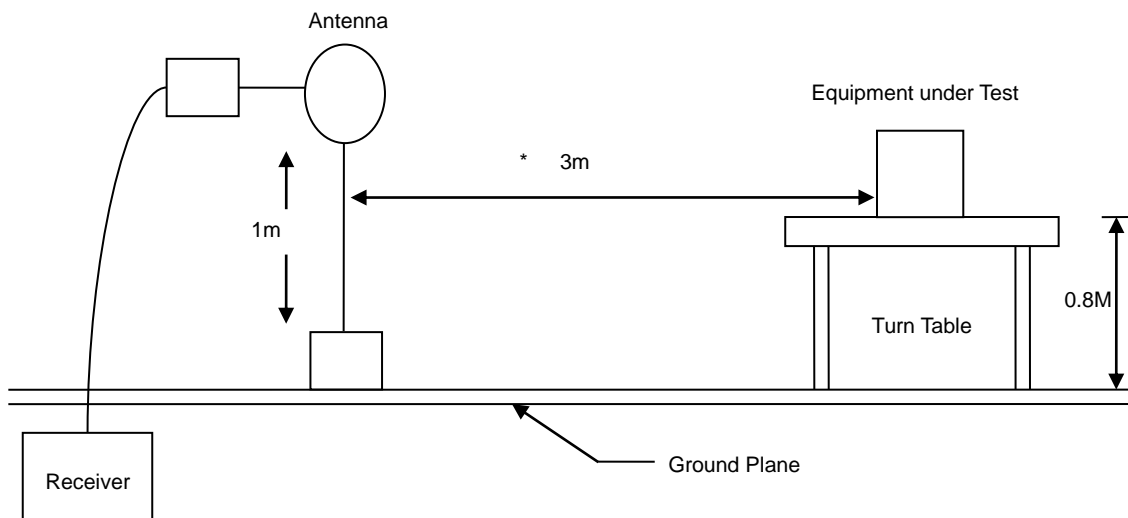 Antenna
Equipment under Test
* 3m
1m
0.8M
Turn Table
Ground Plane
Receiver